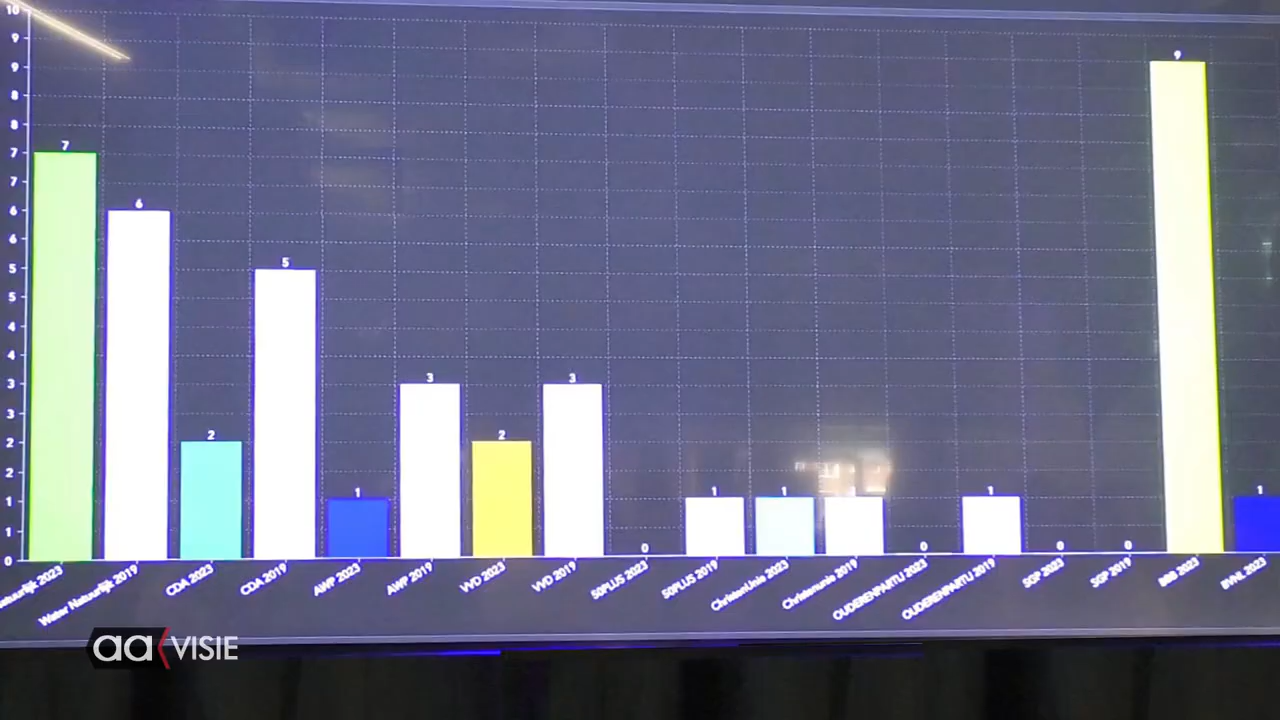 10
9
9
8
8
7
7
6
6
5
5
4
4
3
3
2
2
1
1
0
7
6
2
5
1
3
2
3
0
1
1
0
1
0
0
9
1
Water Natuurlijk 2019
CDA 2023
CDA 2019
AWP 2023
AWP 2019
VVD 2023
VVD 2019
50PLUS 2023
50PLUS 2019
ChristenUnie 2023
Christenunie 2019
OUDERENPARTIJ 2023
OUDERENPARTIJ 2019
SGP 2023
SGP 2019
BBB 2023
BVNL 2023
aa VISIE